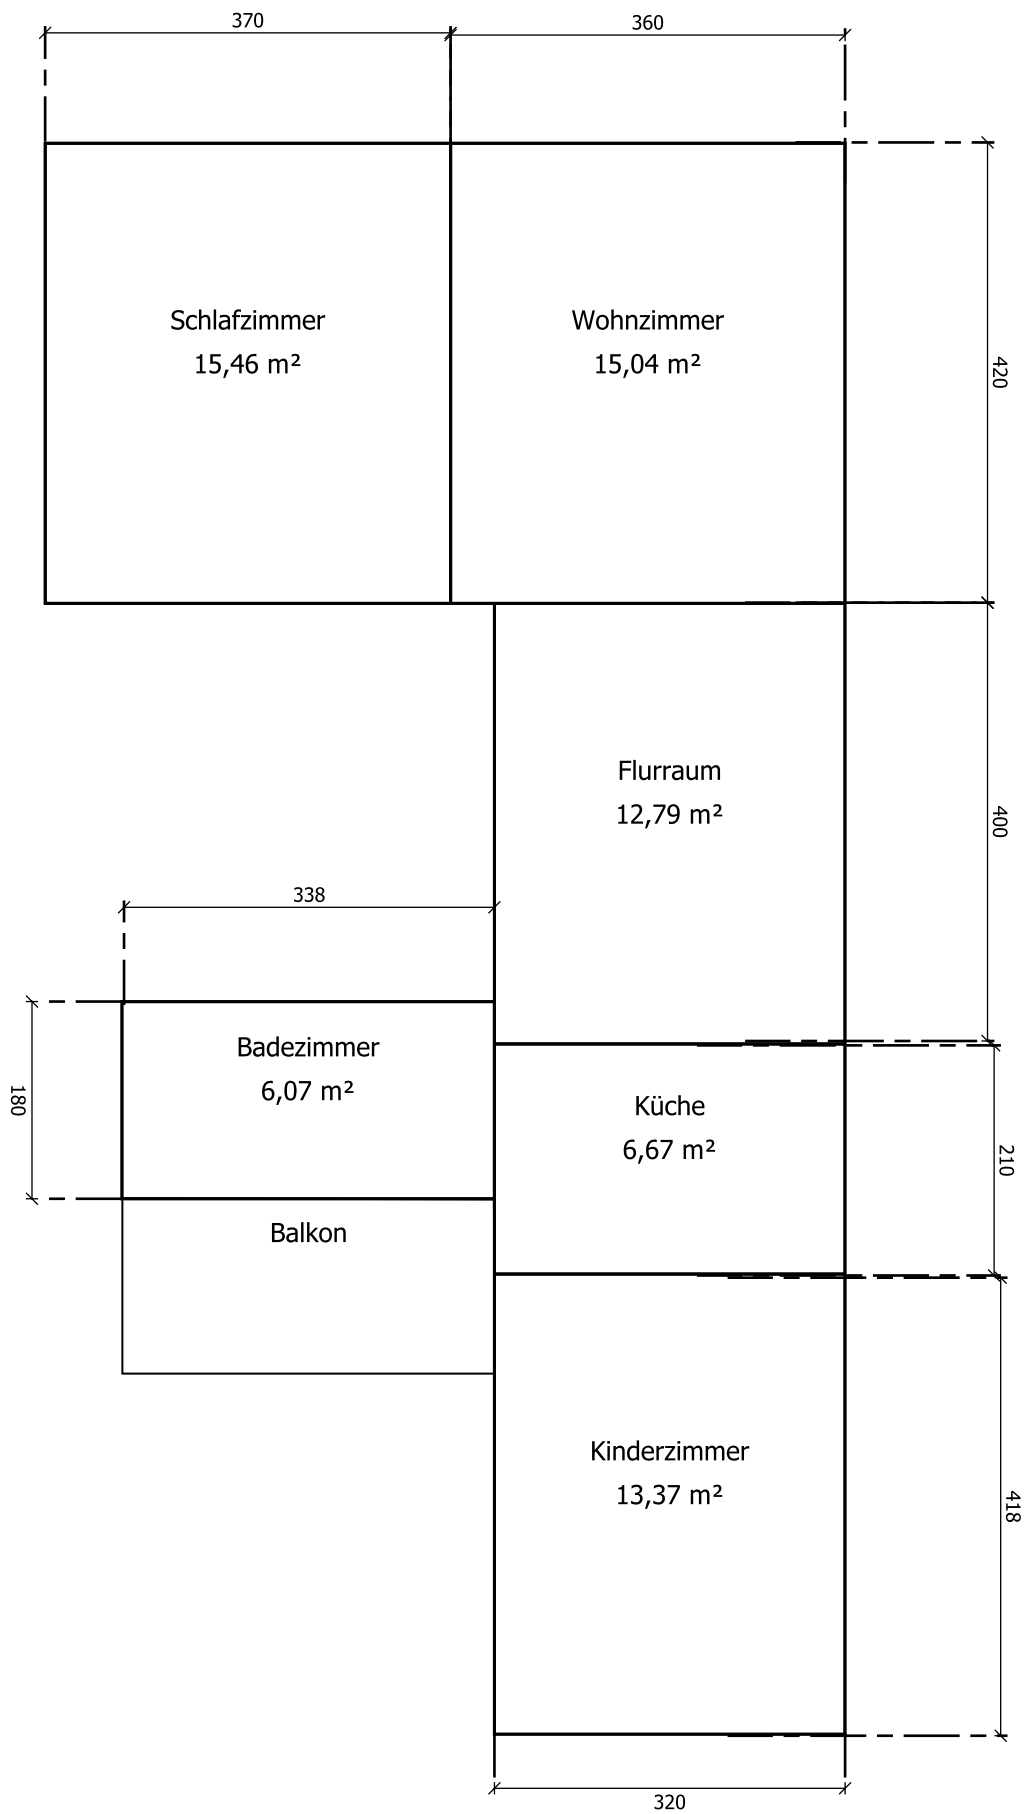 370
360
Schlafzimmer
15,46 m²
Wohnzimmer
15,04 m²
420
Flurraum
12,79 m²
400
338
Badezimmer
6,07 m²
180
Küche
6,67 m²
210
Balkon
Kinderzimmer
13,37 m²
418
320